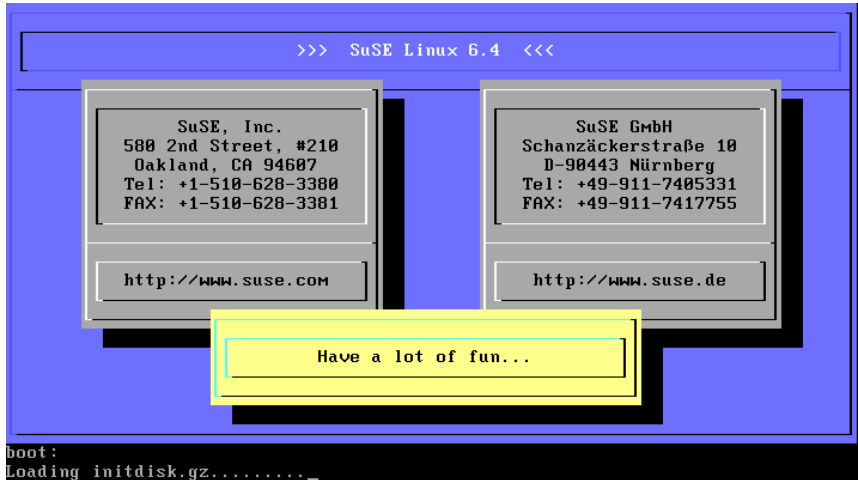 >>> SuSE Linux 6.4 <<<
SuSE, Inc.
580 2nd Street, #210
Oakland, CA 94607
Tel: +1-510-628-3380
FAX: +1-510-628-3381
http://www.suse.com
SuSE GmbH
Schanzäckerstraße 10
D-90443 Nürnberg
Tel: +49-911-7405331
FAX: +49-911-7417755
http://www.suse.de
Have a lot of fun...
boot:
Loading initdisk.gz........._